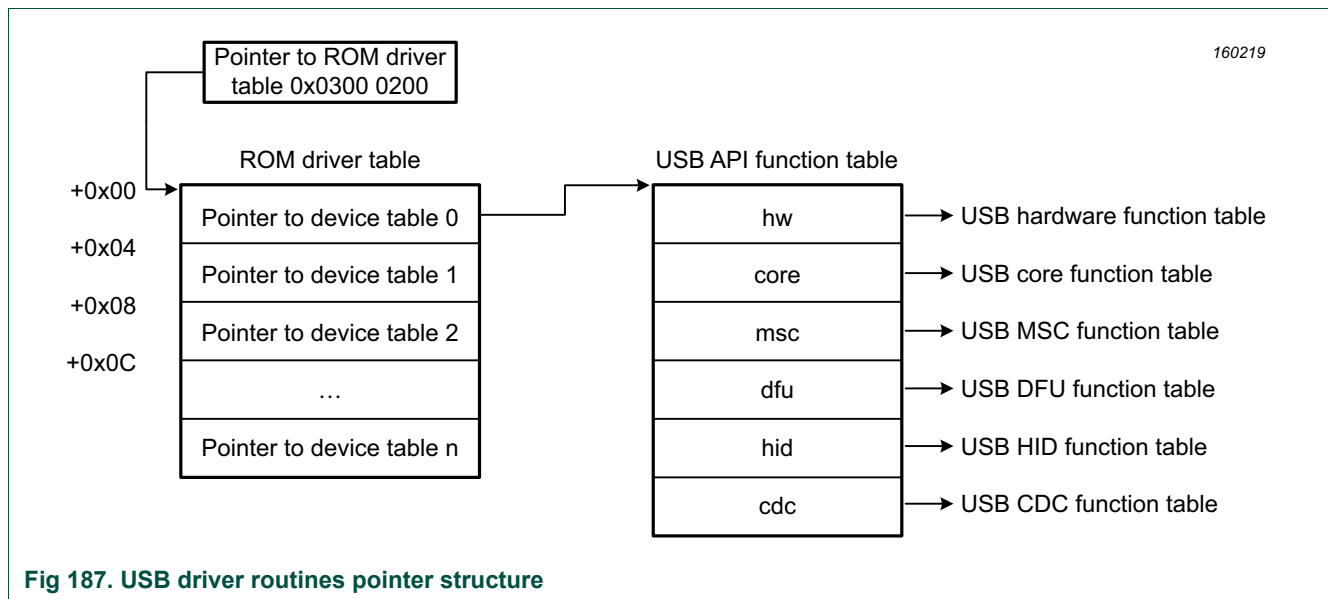 Pointer to ROM driver
table 0x0300 0200
160219
ROM driver table
USB API function table
+0x00
+0x04
+0x08
+0x0C
Pointer to device table 0
Pointer to device table 1
Pointer to device table 2
…
Pointer to device table n
hw
core
msc
dfu
hid
cdc
USB hardware function table
USB core function table
USB MSC function table
USB DFU function table
USB HID function table
USB CDC function table
Fig 187. USB driver routines pointer structure